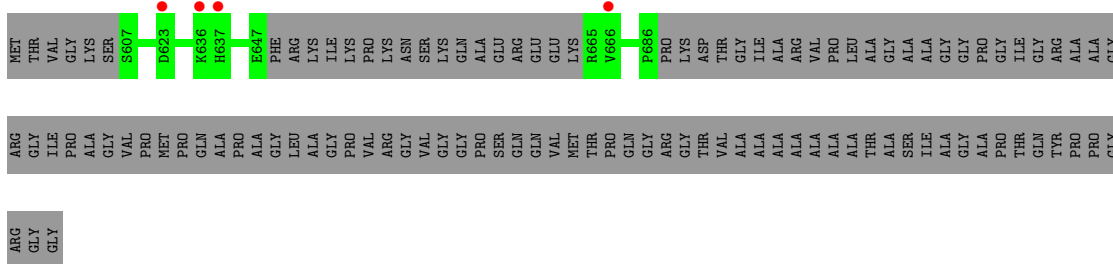 MET THR VAL GLY LYS SER S607 D623 K636 H637 E647 PHE ARG LYS ILE LYS PRO LYS ASN SER LYS GLN ALA GLU ARG GLU GLU LYS R665 V666 P686 PRO LYS ASP THR GLY ILE ALA ARG VAL PRO LEU ALA GLY ALA ALA GLY GLY PRO GLY ILE GLY ARG ALA ALA GLY
ARG GLY ILE PRO ALA GLY VAL PRO MET PRO GLN ALA PRO ALA GLY LEU ALA GLY PRO VAL ARG GLY VAL GLY GLY PRO SER GLN GLN VAL MET THR PRO GLN GLY ARG GLY THR VAL ALA ALA ALA ALA ALA ALA ALA THR ALA SER ILE ALA GLY ALA PRO THR GLN TYR PRO PRO GLY
ARG GLY GLY